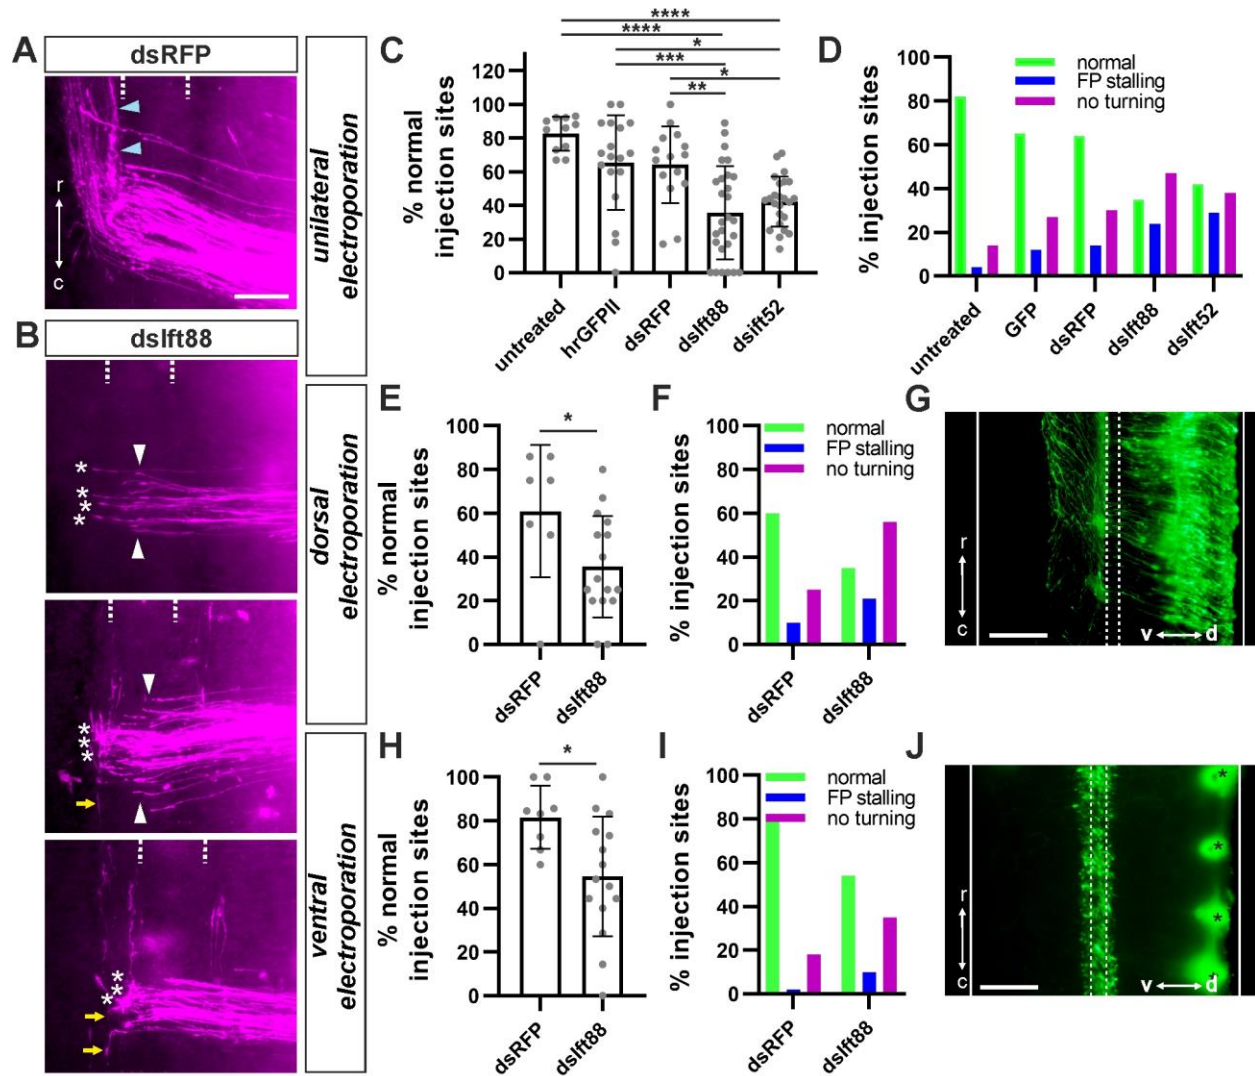 A
dsRFP
r
c
unilateral
electroporation
B
dsIft88
*
*
*
*
*
*
*
*
*
*
dorsal
electroporation
ventral
electroporation
C
****
****
*
***
*
**
% normal
injection sites
120
100
80
60
40
20
0
untreated
hrGFPII
dsRFP
dsIft88
dsift52
D
normal
FP stalling
no turning
% injection sites
100
80
60
40
20
0
untreated
GFP
dsRFP
dsIft88
dsIft52
E
*
% normal
injection sites
100
80
60
40
20
0
dsRFP
dsIft88
F
normal
FP stalling
no turning
% injection sites
100
80
60
40
20
0
dsRFP
dsIft88
G
r
c
v
d
H
*
% normal
injection sites
100
80
60
40
20
0
dsRFP
dsIft88
I
normal
FP stalling
no turning
% injection sites
100
80
60
40
20
0
dsRFP
dsIft88
J
r
c
v
d
*
*
*
*